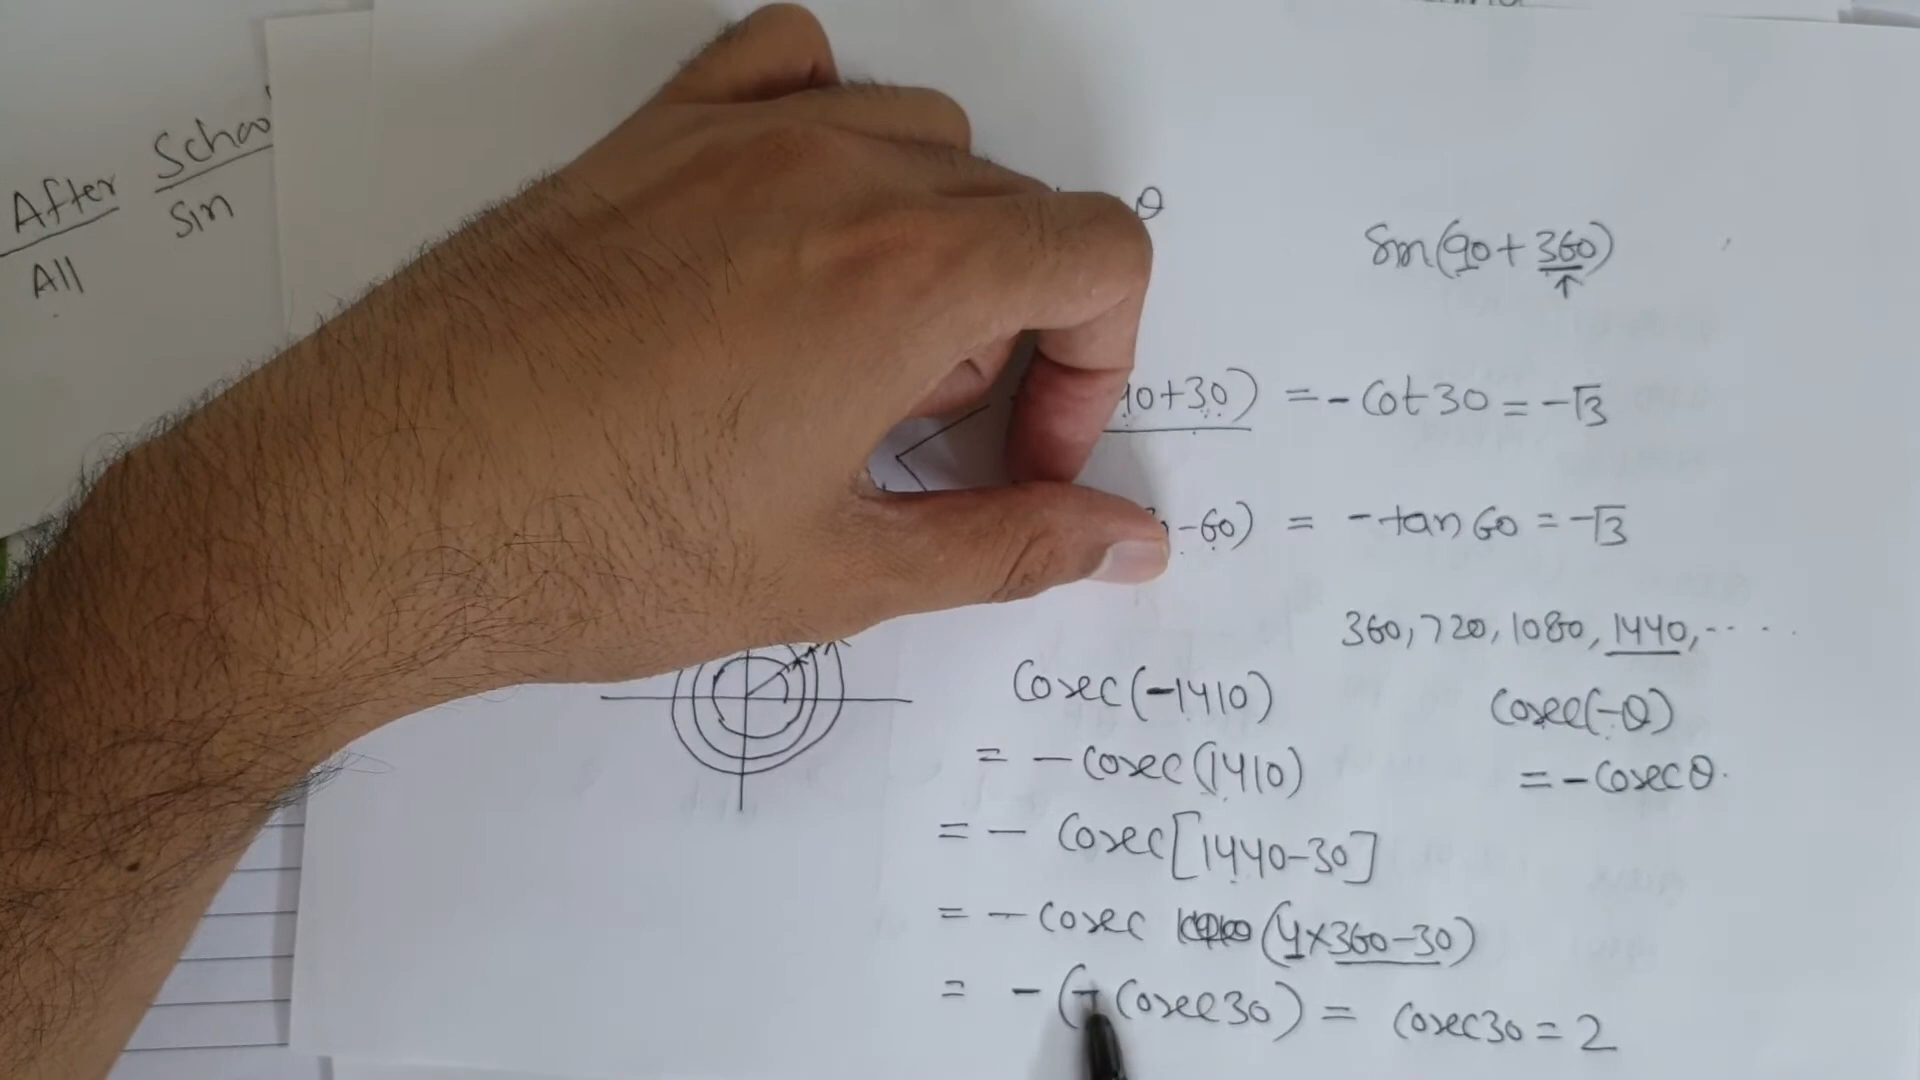 After
All
Sin
θ
Sin(90+360)
↑
0+30) = -Cot30 = -√3
-60) = -tan60 = -√3
360, 720, 1080, 1440, .....
Cosec(-1410)
= -Cosec(1410)
= - Cosec[1440-30]
= -Cosec (4×360-30)
= -(-Cosec30) = Cosec30 = 2
Cosec(-θ)
= -Cosecθ.